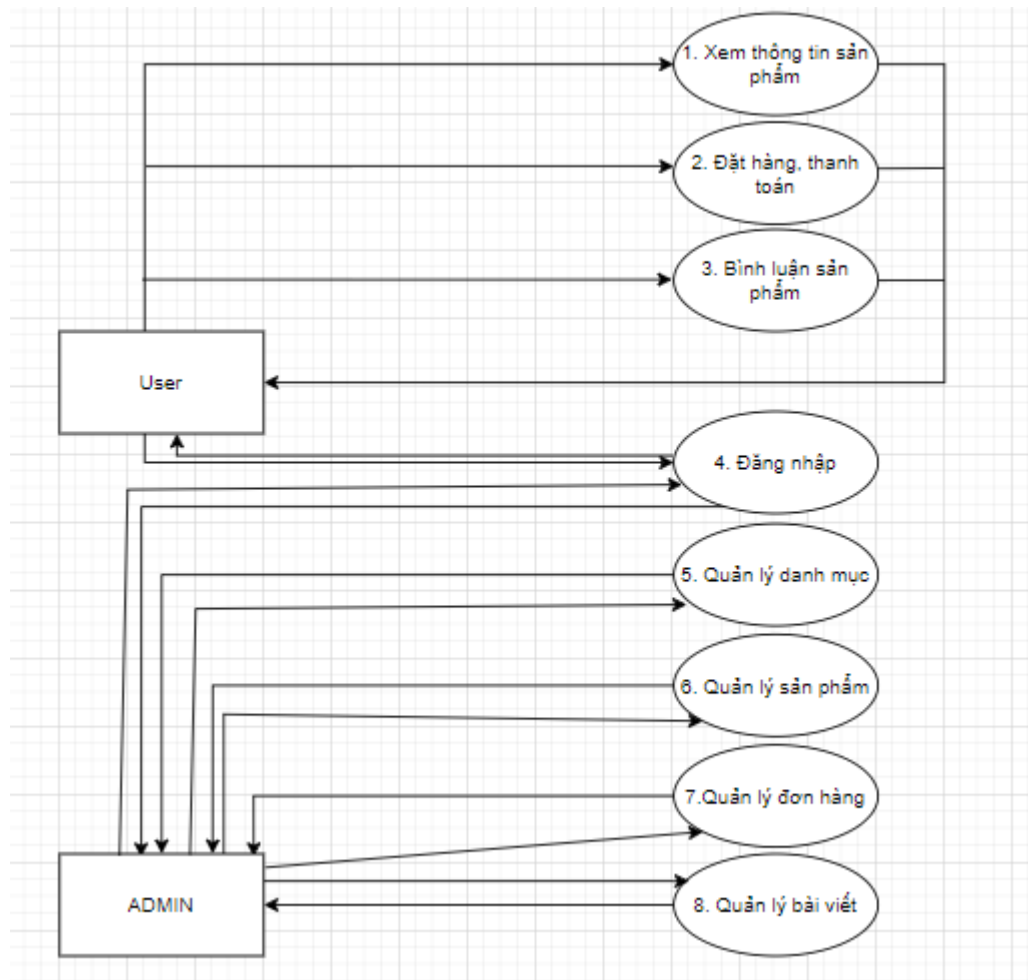 1. Xem thông tin sản
phẩm
2. Đặt hàng, thanh
toán
3. Bình luận sản
phẩm
User
4. Đăng nhập
5. Quản lý danh mục
6. Quản lý sản phẩm
7.Quản lý đơn hàng
ADMIN
8. Quản lý bài viết